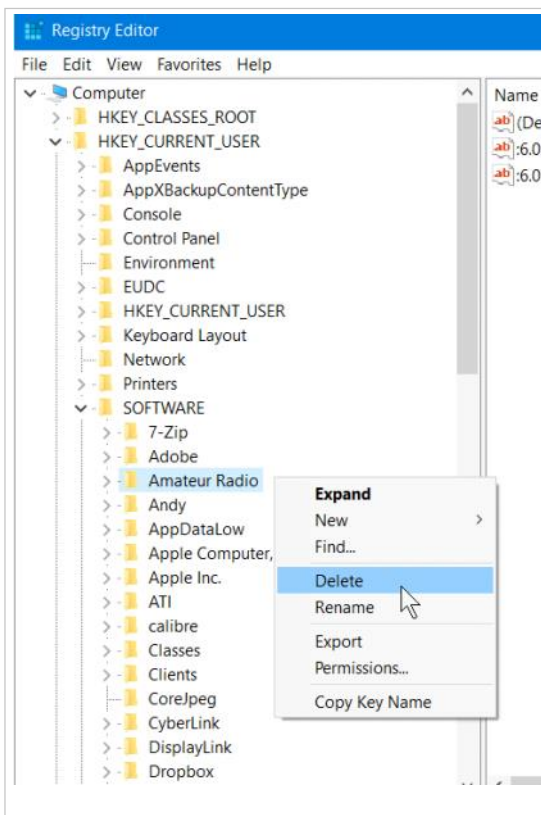 Registry Editor
File Edit View Favorites Help
Computer
HKEY_CLASSES_ROOT
HKEY_CURRENT_USER
AppEvents
AppXBackupContentType
Console
Control Panel
Environment
EUDC
HKEY_CURRENT_USER
Keyboard Layout
Network
Printers
SOFTWARE
7-Zip
Adobe
Amateur Radio
Andy
AppDataLow
Apple Computer,
Apple Inc.
ATI
calibre
Classes
Clients
CoreJpeg
CyberLink
DisplayLink
Dropbox
Name
ab (De
ab :6.0
ab :6.0
Expand
New
Find...
Delete
Rename
Export
Permissions...
Copy Key Name